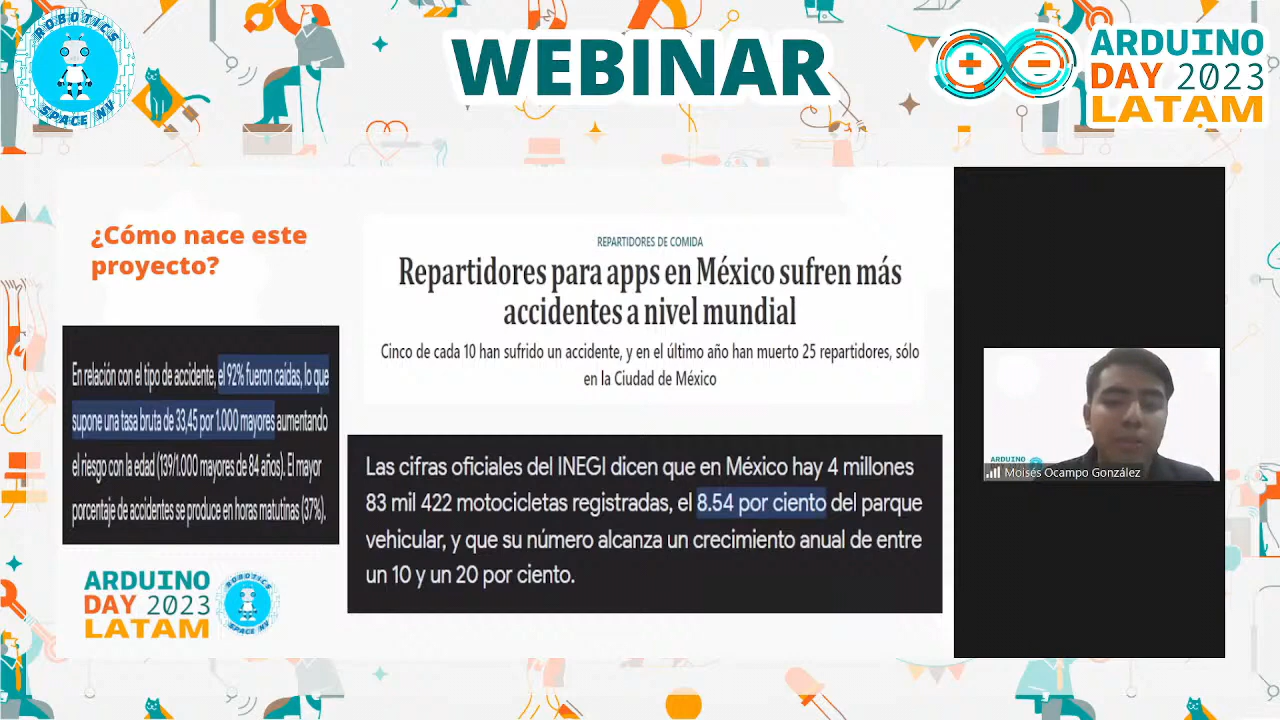 ROBOTICS
SPACE NV
WEBINAR
ARDUINO
DAY 2023
LATAM
¿Cómo nace este
proyecto?
REPARTIDORES DE COMIDA
Repartidores para apps en México sufren más
accidentes a nivel mundial
Cinco de cada 10 han sufrido un accidente, y en el último año han muerto 25 repartidores, sólo
en la Ciudad de México
En relación con el tipo de accidente, el 92% fueron caidas, lo que
supone una tasa bruta de 33,45 por 1.000 mayores aumentando
el riesgo con la edad (139/1.000 mayores de 84 años). El mayor
porcentaje de accidentes se produce en horas matutinas (37%).
Las cifras oficiales del INEGI dicen que en México hay 4 millones
83 mil 422 motocicletas registradas, el 8.54 por ciento del parque
vehicular, y que su número alcanza un crecimiento anual de entre
un 10 y un 20 por ciento.
ARDUINO
DAY 2023
LATAM
ROBOTICS
SPACE NV
ARDUINO
Moisés Ocampo González